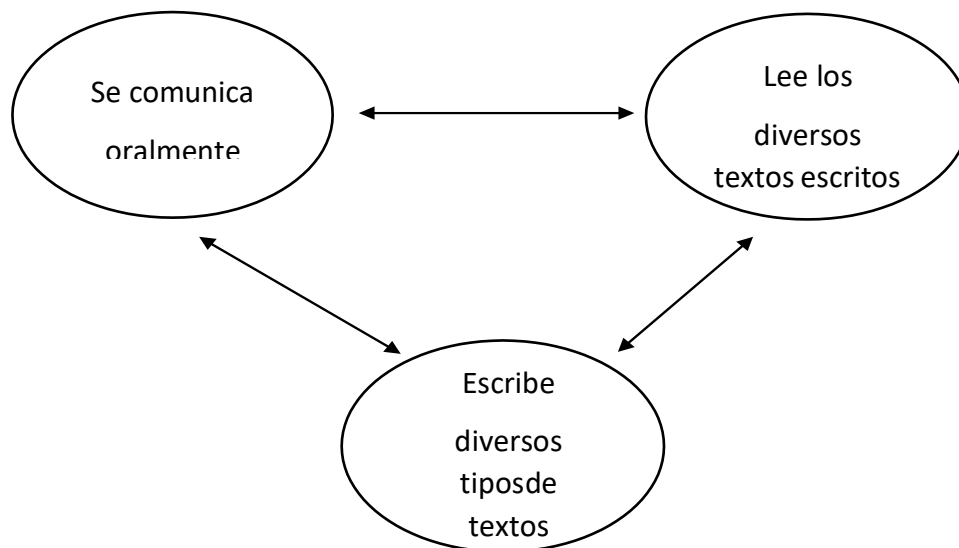 Se comunica
oralmente
Lee los
diversos
textos escritos
Escribe
diversos
tiposde
textos